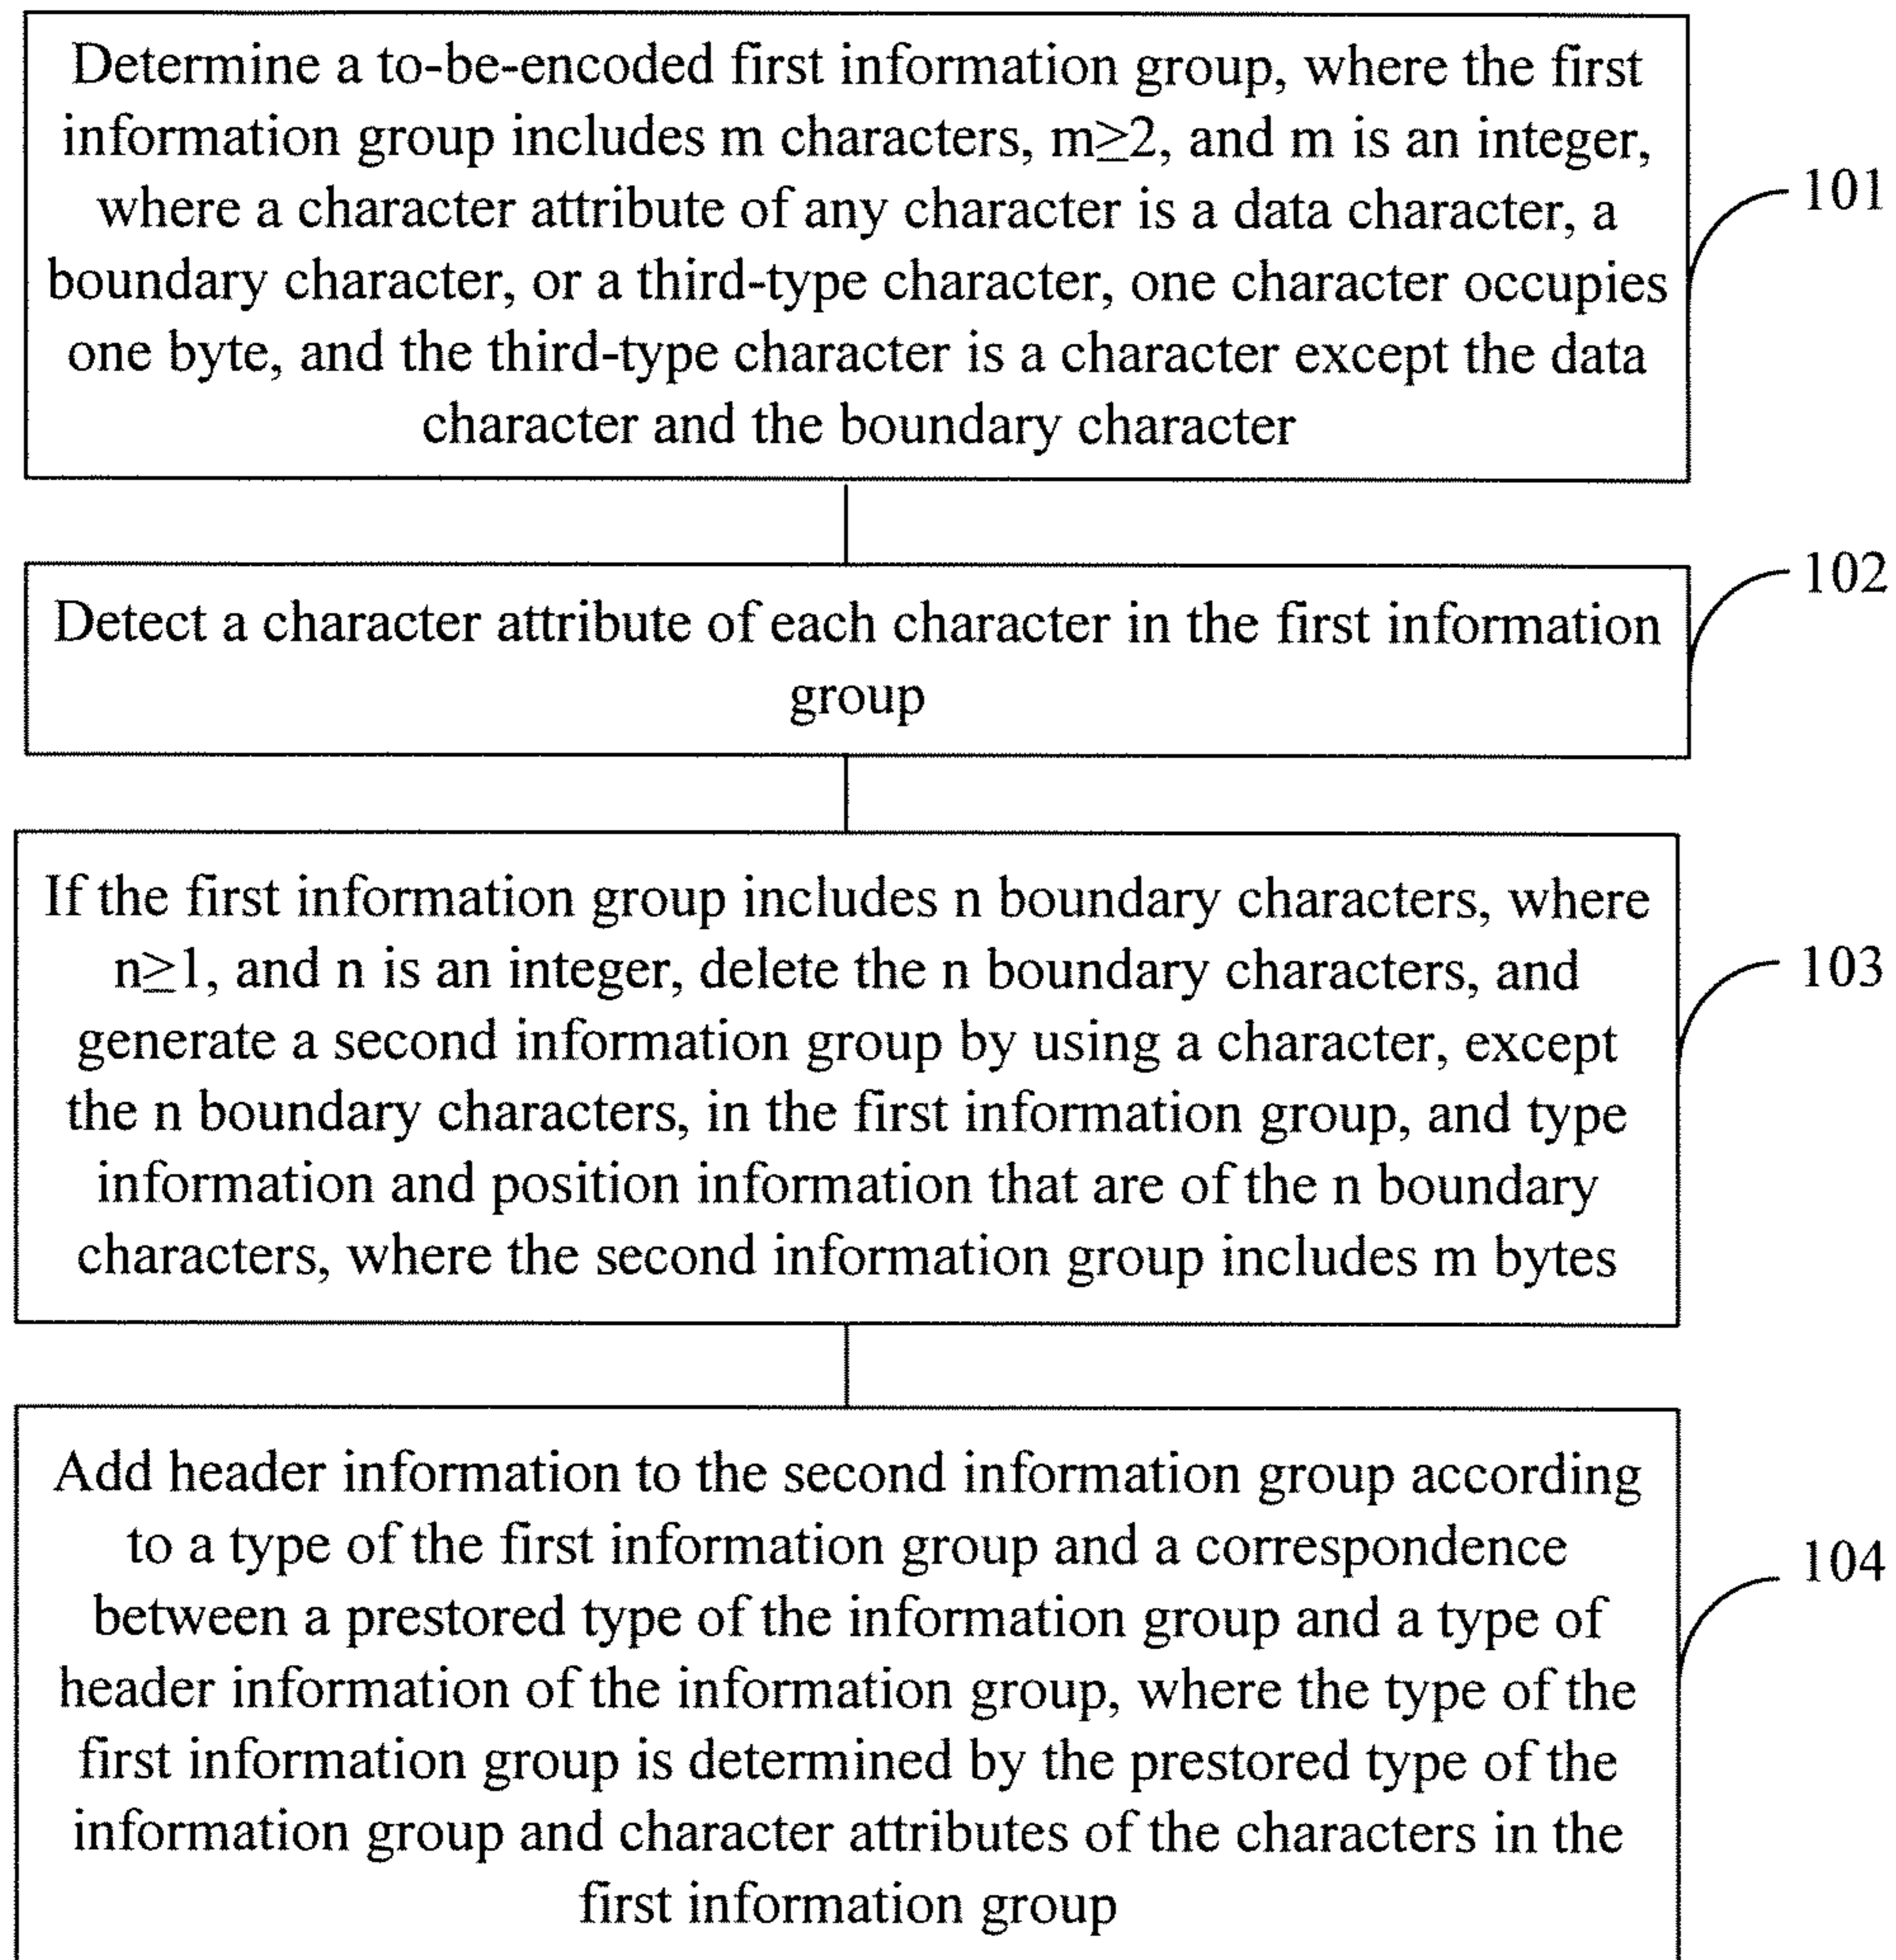 Determine a to-be-encoded first information group, where the first
information group includes m characters, m≥2, and m is an integer,
where a character attribute of any character is a data character, a
boundary character, or a third-type character, one character occupies
one byte, and the third-type character is a character except the data
character and the boundary character
101
Detect a character attribute of each character in the first information
group
102
If the first information group includes n boundary characters, where
n≥1, and n is an integer, delete the n boundary characters, and
generate a second information group by using a character, except
the n boundary characters, in the first information group, and type
information and position information that are of the n boundary
characters, where the second information group includes m bytes
103
Add header information to the second information group according
to a type of the first information group and a correspondence
between a prestored type of the information group and a type of
header information of the information group, where the type of the
first information group is determined by the prestored type of the
information group and character attributes of the characters in the
first information group
104